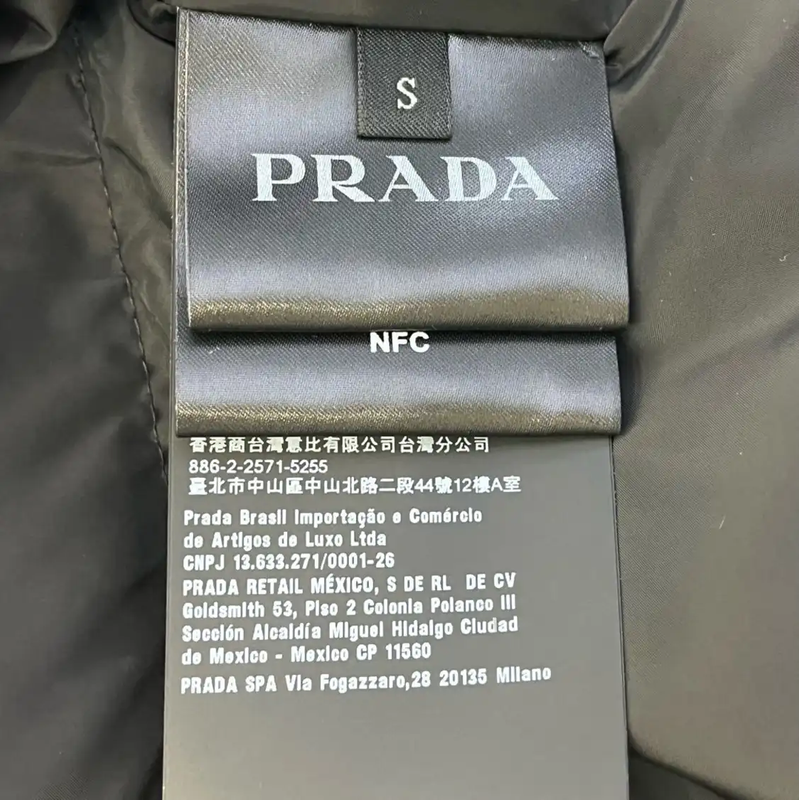 S
PRADA
NFC
香港商台灣意比有限公司台灣分公司
886-2-2571-5255
臺北市中山區中山北路二段44號12樓A室
Prada Brasil Importação e Comércio
de Artigos de Luxo Ltda
CNPJ 13.633.271/0001-26
PRADA RETAIL MÉXICO, S DE RL DE CV
Goldsmith 53, Piso 2 Colonia Polanco III
Sección Alcaldía Miguel Hidalgo Ciudad
de Mexico - Mexico CP 11560
PRADA SPA Via Fogazzaro,28 20135 Milano